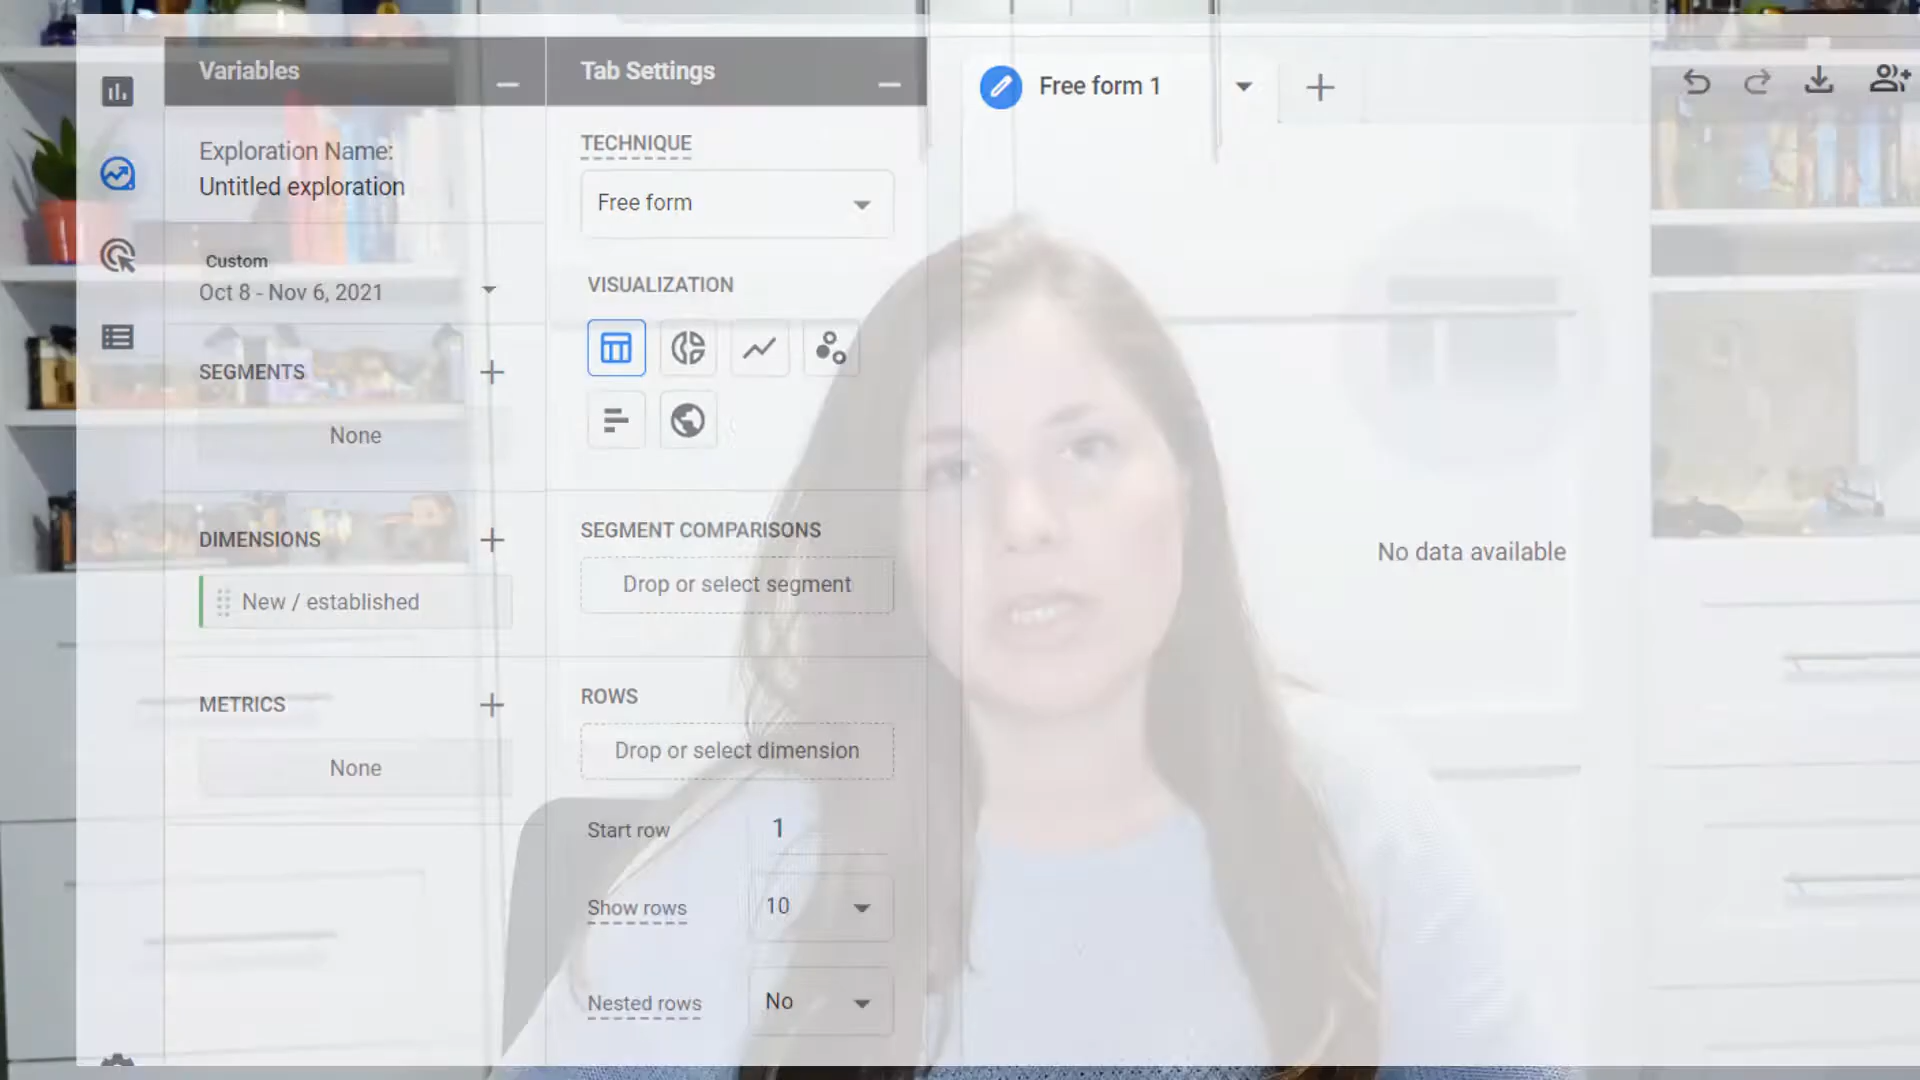 Variables
Exploration Name:
Untitled exploration
Custom
Oct 8 - Nov 6, 2021
SEGMENTS
None
DIMENSIONS
New / established
METRICS
None
Tab Settings
TECHNIQUE
Free form
VISUALIZATION
SEGMENT COMPARISONS
Drop or select segment
ROWS
Drop or select dimension
Start row 1
Show rows 10
Nested rows No
Free form 1
No data available